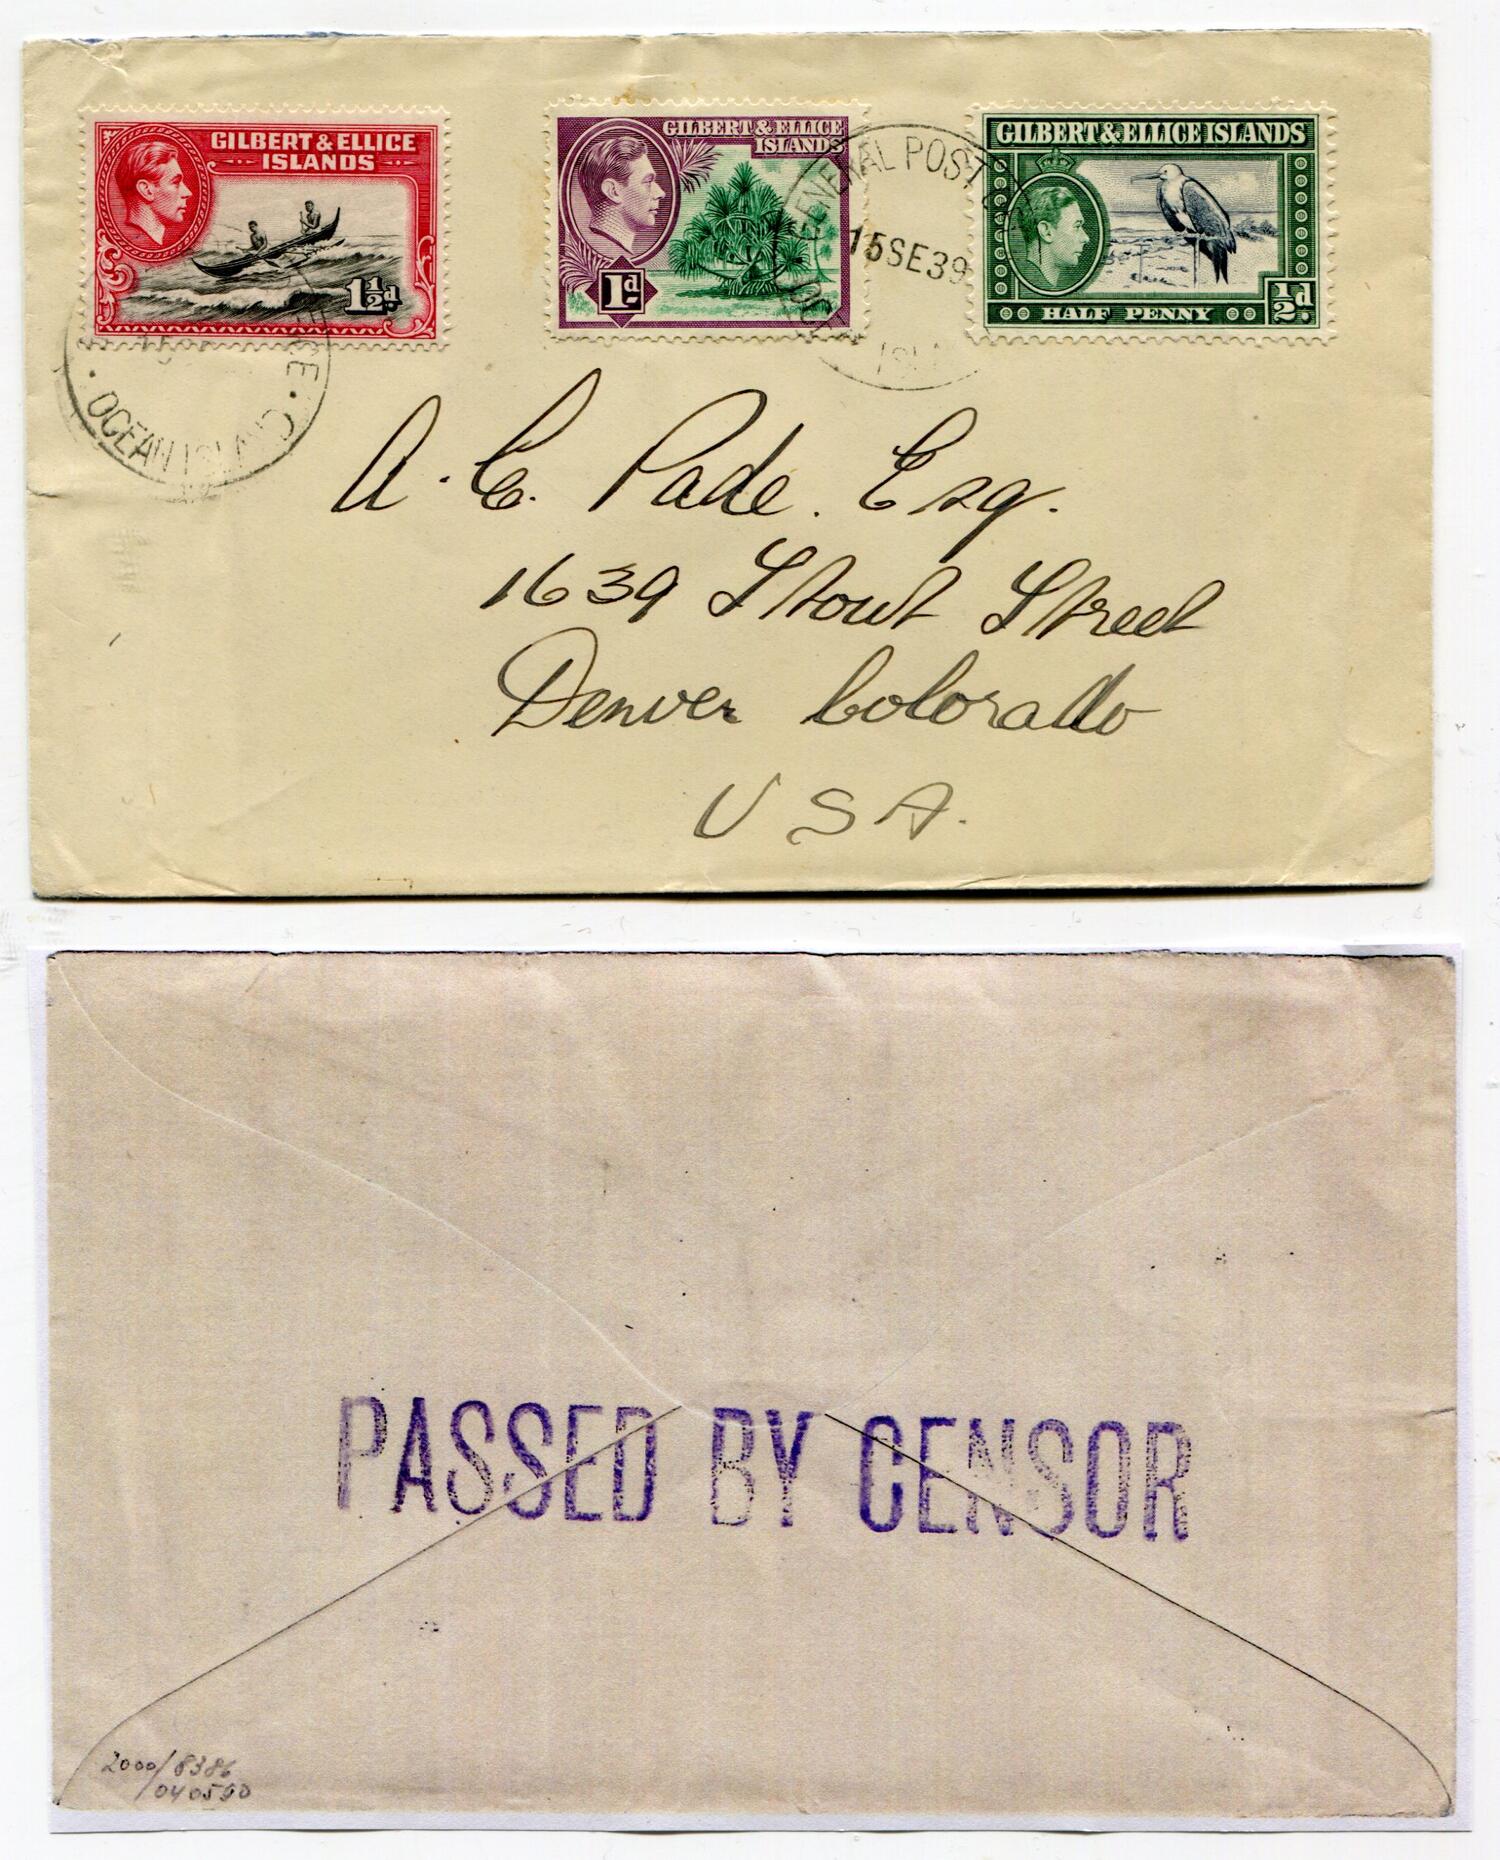 GILBERT & ELLICE
ISLANDS
1½d.
GILBERT & ELLICE
ISLANDS
1d
GILBERT & ELLICE ISLANDS
HALF PENNY
½d.
OCEAN ISLAND
GENERAL POST
15SE39
A. C. Pade. Esq.
1639 Stout Street
Denver Colorado
USA.
PASSED BY CENSOR
2000/8386
/040590